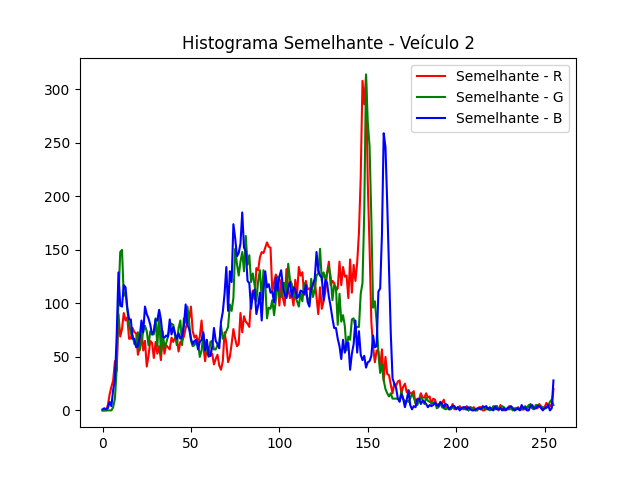 Histograma Semelhante - Veículo 2
Semelhante - R
Semelhante - G
Semelhante - B
300
250
200
150
100
50
0
0 50 100 150 200 250